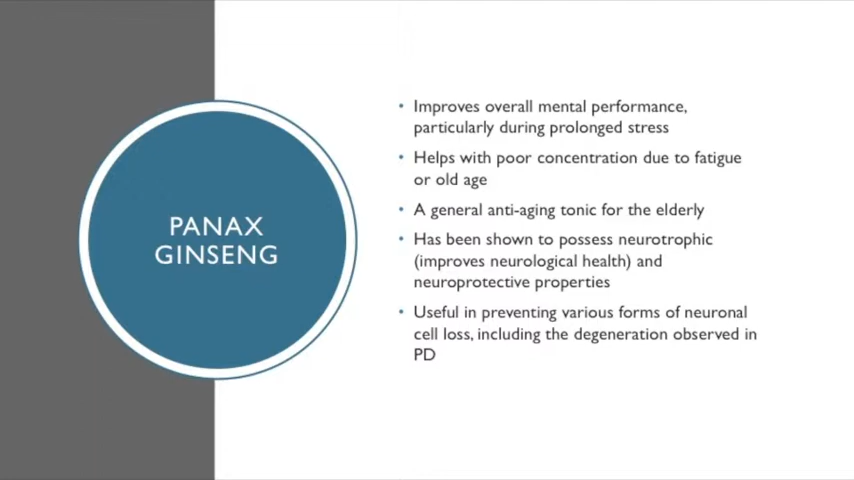 PANAX
GINSENG
• Improves overall mental performance,
particularly during prolonged stress
• Helps with poor concentration due to fatigue
or old age
• A general anti-aging tonic for the elderly
• Has been shown to possess neurotrophic
(improves neurological health) and
neuroprotective properties
• Useful in preventing various forms of neuronal
cell loss, including the degeneration observed in
PD